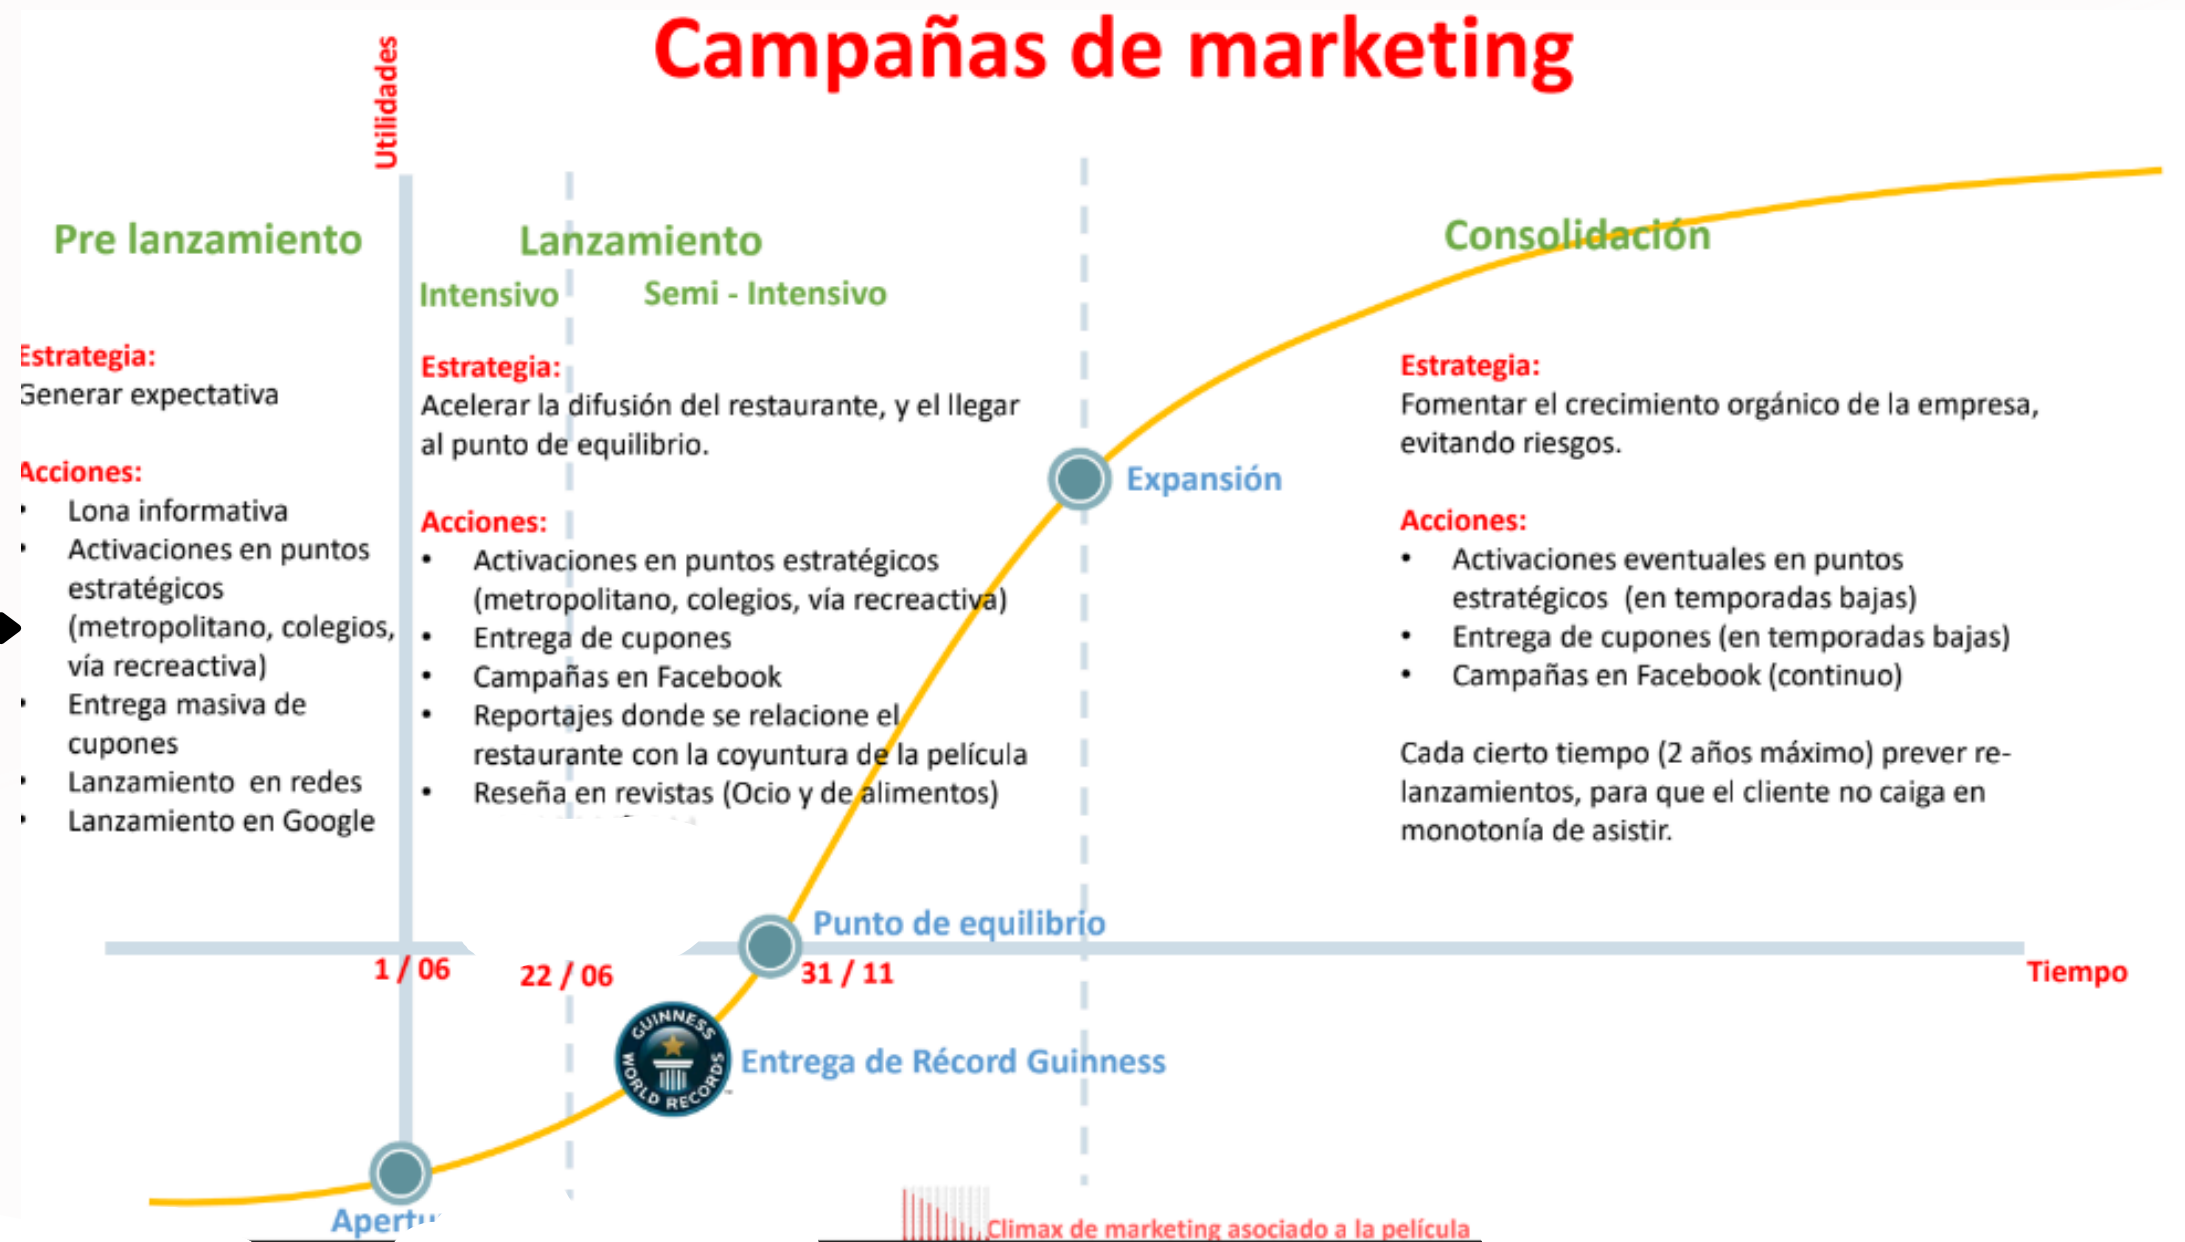 Campañas de marketing
Utilidades
Pre lanzamiento
Estrategia:
Generar expectativa
Acciones:
• Lona informativa
• Activaciones en puntos
estratégicos
(metropolitano, colegios,
vía recreactiva)
• Entrega masiva de
cupones
• Lanzamiento en redes
• Lanzamiento en Google
Lanzamiento
Intensivo
Semi - Intensivo
Estrategia:
Acelerar la difusión del restaurante, y el llegar
al punto de equilibrio.
Acciones:
• Activaciones en puntos estratégicos
(metropolitano, colegios, vía recreactiva)
• Entrega de cupones
• Campañas en Facebook
• Reportajes donde se relacione el
restaurante con la coyuntura de la película
• Reseña en revistas (Ocio y de alimentos)
Consolidación
Estrategia:
Fomentar el crecimiento orgánico de la empresa,
evitando riesgos.
Acciones:
• Activaciones eventuales en puntos
estratégicos (en temporadas bajas)
• Entrega de cupones (en temporadas bajas)
• Campañas en Facebook (continuo)
Cada cierto tiempo (2 años máximo) prever re-
lanzamientos, para que el cliente no caiga en
monotonía de asistir.
Expansión
Punto de equilibrio
1 / 06
22 / 06
31 / 11
Tiempo
GUINNESS
WORLD RECORDS
Entrega de Récord Guinness
Climax de marketing asociado a la película